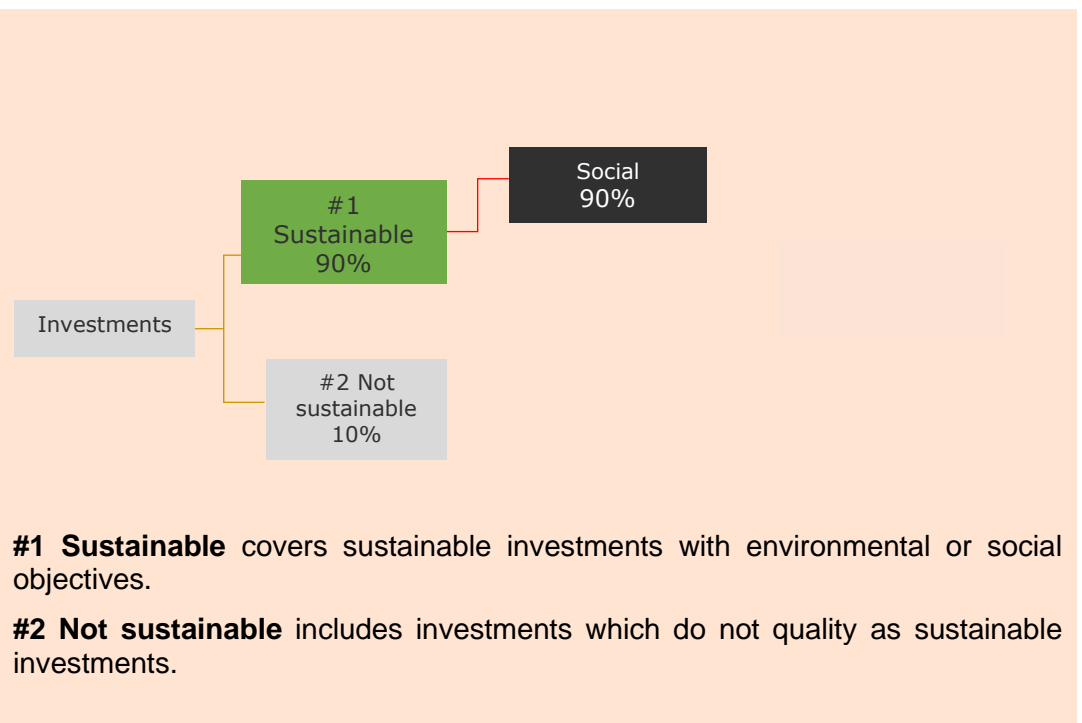 Social
90%
#1
Sustainable
90%
Investments
#2 Not
sustainable
10%
#1 Sustainable covers sustainable investments with environmental or social
objectives.
#2 Not sustainable includes investments which do not quality as sustainable
investments.